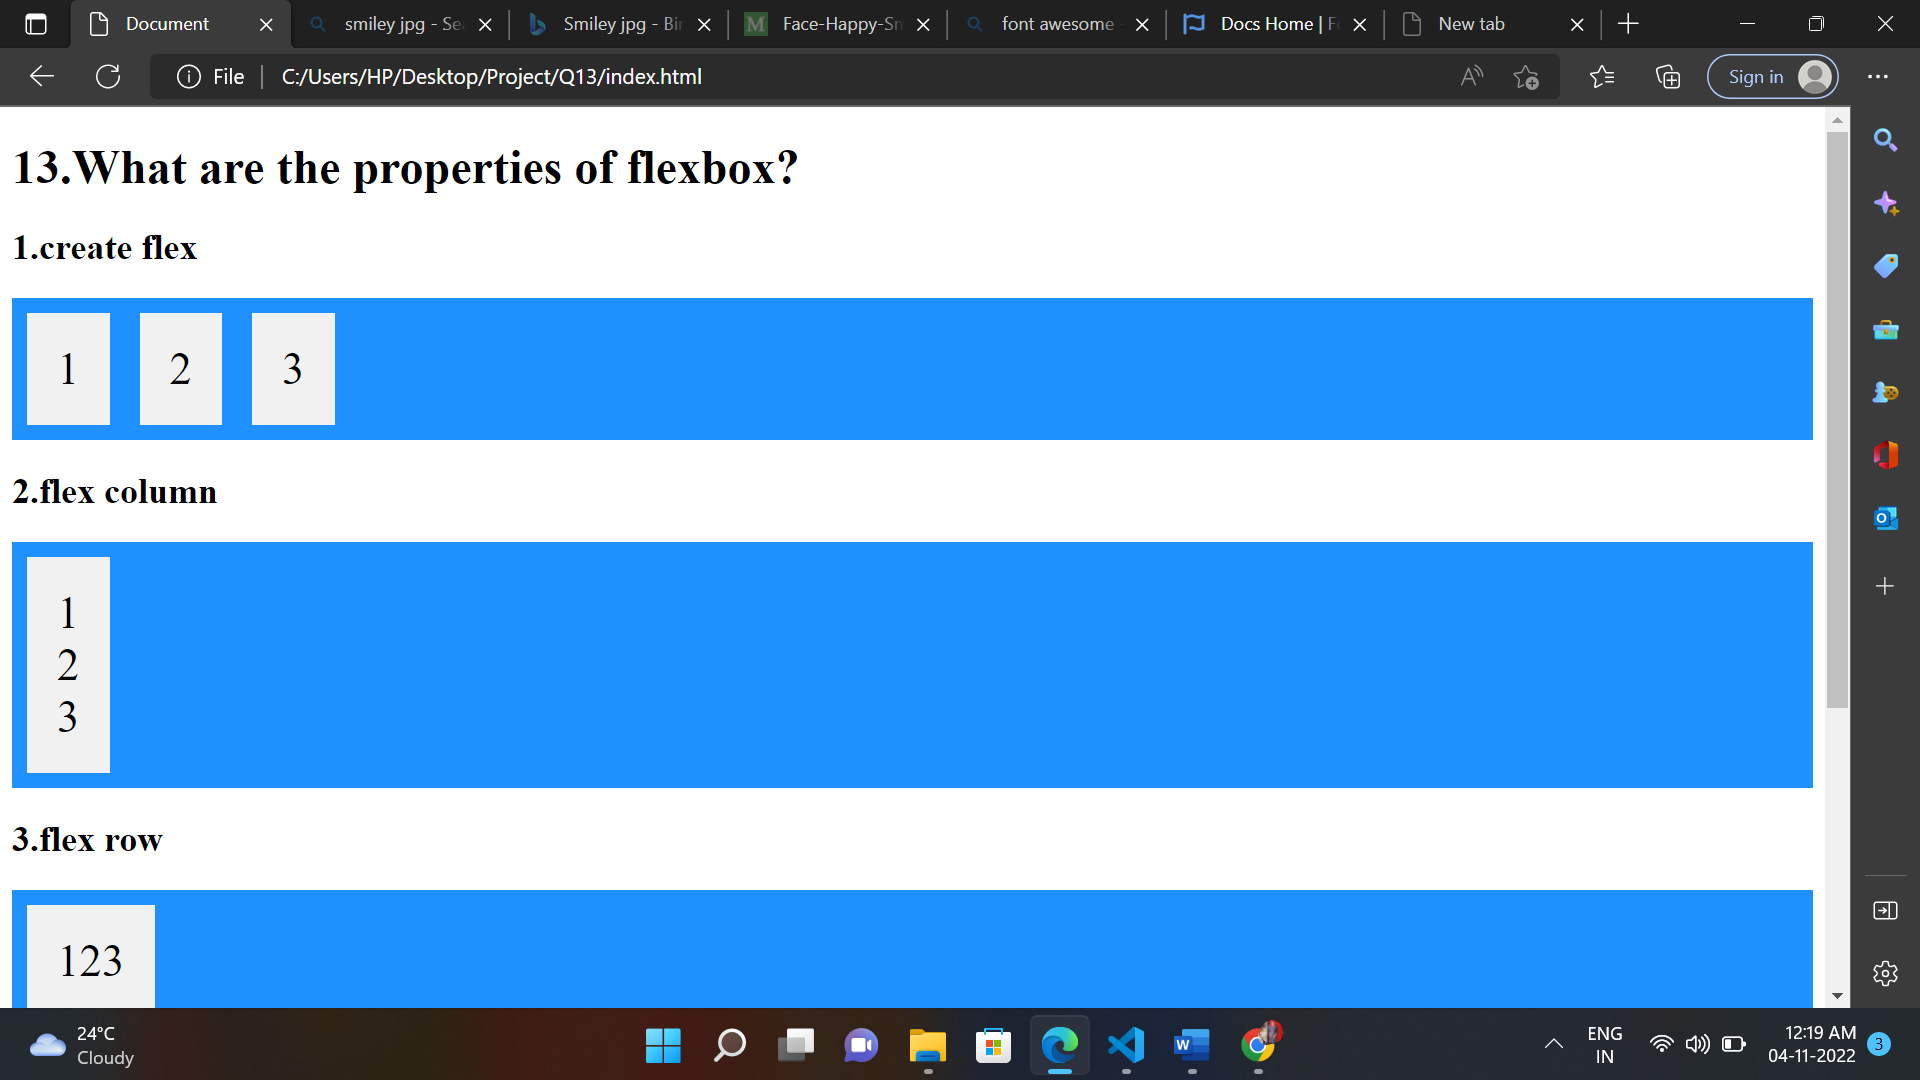 Document
smiley jpg - Se
Smiley jpg - Bin
Face-Happy-Sm
font awesome
Docs Home | Fo
New tab
File
C:/Users/HP/Desktop/Project/Q13/index.html
Sign in
13.What are the properties of flexbox?
1.create flex
1 2 3
2.flex column
1
2
3
3.flex row
123
24°C
Cloudy
ENG
IN
12:19 AM
04-11-2022
3